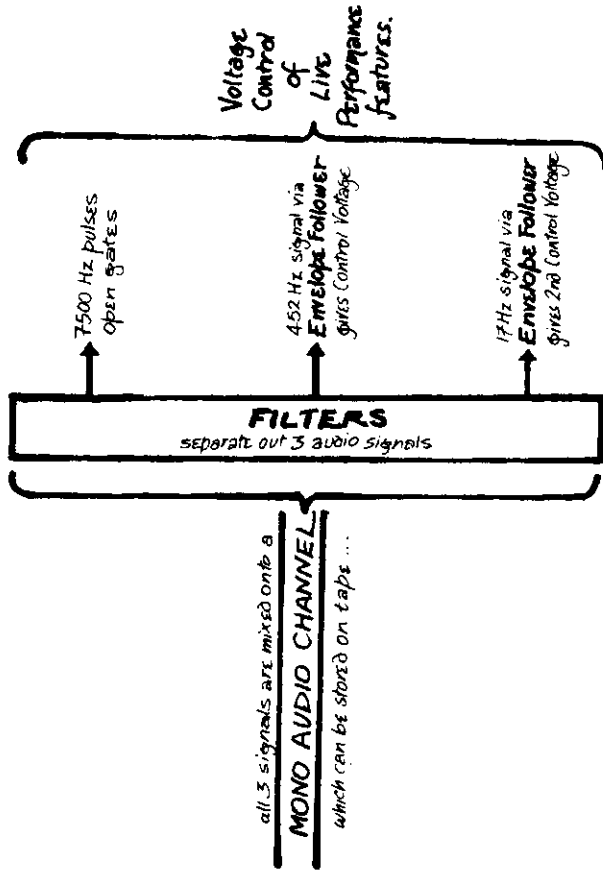 all 3 signals are mixed onto a
MONO AUDIO CHANNEL
which can be stored on tape ...
FILTERS
separate out 3 audio signals
7500 Hz pulses
open gates
452 Hz signal via
Envelope Follower
gives Control Voltage
17 Hz signal via
Envelope Follower
gives 2nd Control Voltage
Voltage
Control
of
Live
Performance
features.